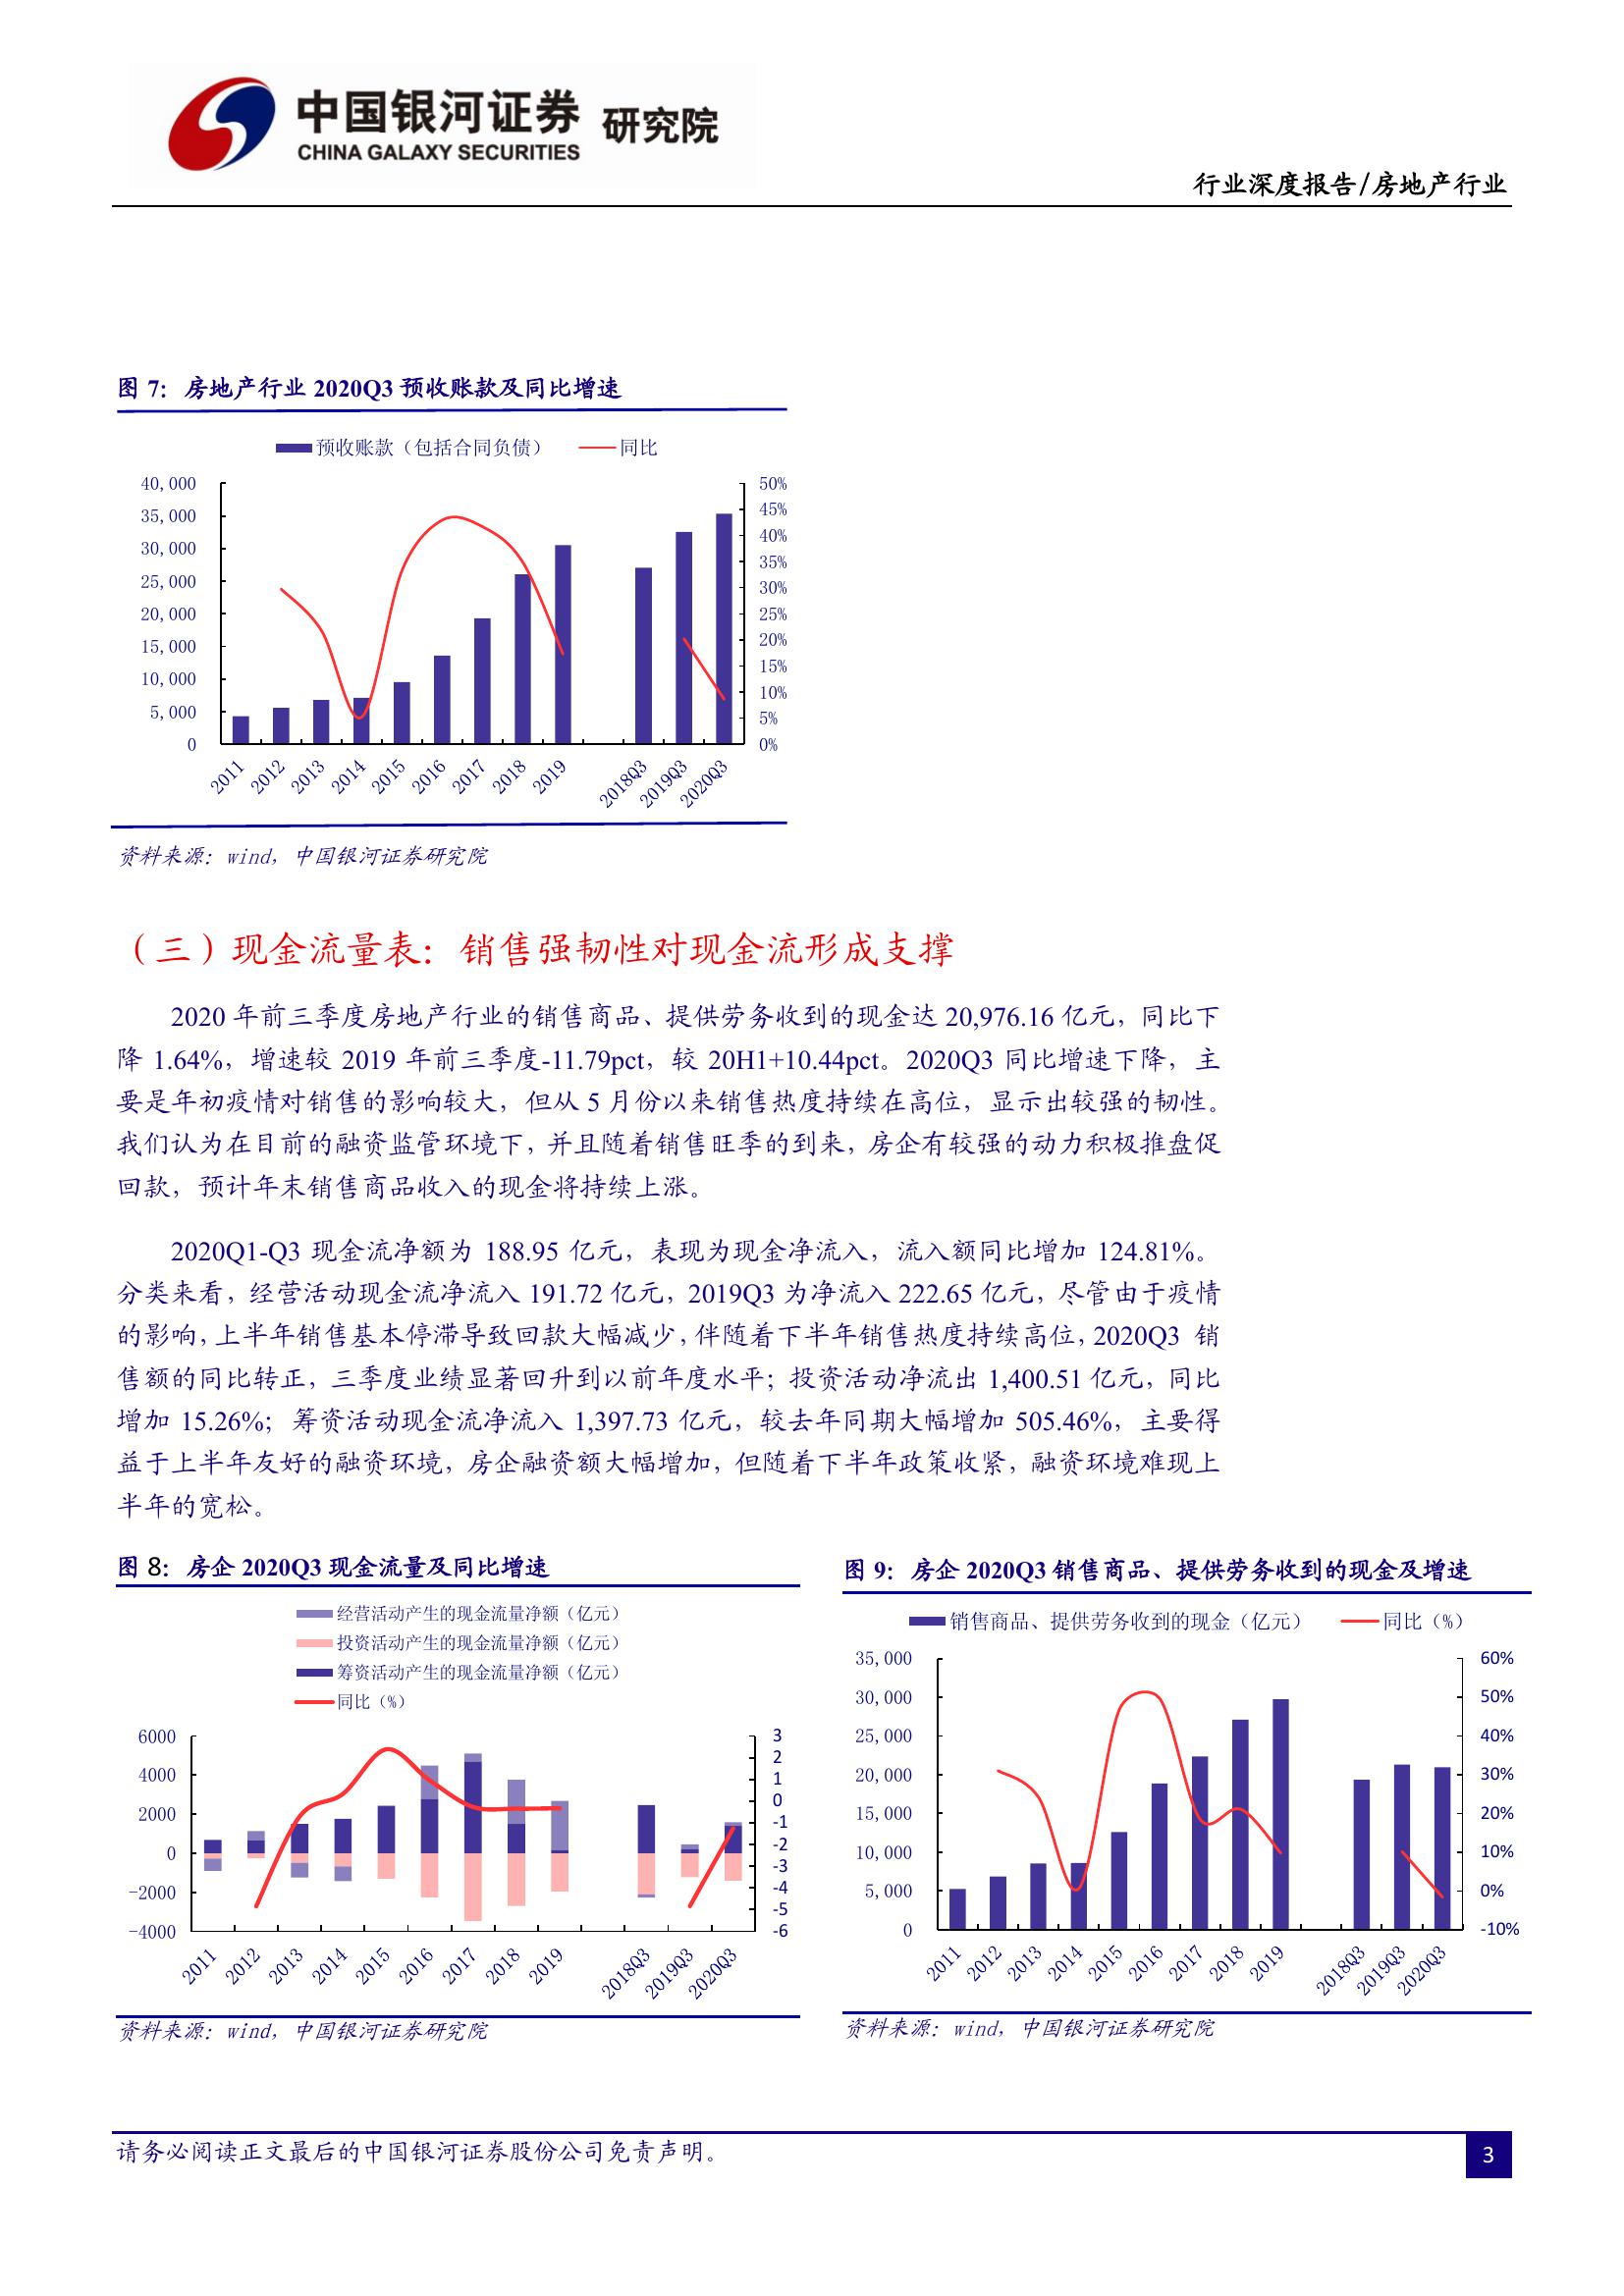 中国银河证券 研究院
CHINA GALAXY SECURITIES
行业深度报告/房地产行业
图 7：房地产行业 2020Q3 预收账款及同比增速
预收账款（包括合同负债） 同比
40,000
35,000
30,000
25,000
20,000
15,000
10,000
5,000
0
50%
45%
40%
35%
30%
25%
20%
15%
10%
5%
0%
2011 2012 2013 2014 2015 2016 2017 2018 2019 2018Q3 2019Q3 2020Q3
资料来源：wind，中国银河证券研究院
（三）现金流量表：销售强韧性对现金流形成支撑
2020 年前三季度房地产行业的销售商品、提供劳务收到的现金达 20,976.16 亿元，同比下
降 1.64%，增速较 2019 年前三季度-11.79pct，较 20H1+10.44pct。2020Q3 同比增速下降，主
要是年初疫情对销售的影响较大，但从 5 月份以来销售热度持续在高位，显示出较强的韧性。
我们认为在目前的融资监管环境下，并且随着销售旺季的到来，房企有较强的动力积极推盘促
回款，预计年末销售商品收入的现金将持续上涨。
2020Q1-Q3 现金流净额为 188.95 亿元，表现为现金净流入，流入额同比增加 124.81%。
分类来看，经营活动现金流净流入 191.72 亿元，2019Q3 为净流入 222.65 亿元，尽管由于疫情
的影响，上半年销售基本停滞导致回款大幅减少，伴随着下半年销售热度持续高位，2020Q3 销
售额的同比转正，三季度业绩显著回升到以前年度水平；投资活动净流出 1,400.51 亿元，同比
增加 15.26%；筹资活动现金流净流入 1,397.73 亿元，较去年同期大幅增加 505.46%，主要得
益于上半年友好的融资环境，房企融资额大幅增加，但随着下半年政策收紧，融资环境难现上
半年的宽松。
图 8：房企 2020Q3 现金流量及同比增速
经营活动产生的现金流量净额（亿元）
投资活动产生的现金流量净额（亿元）
筹资活动产生的现金流量净额（亿元）
同比（%）
6000
4000
2000
0
-2000
-4000
3
2
1
0
-1
-2
-3
-4
-5
-6
2011 2012 2013 2014 2015 2016 2017 2018 2019 2018Q3 2019Q3 2020Q3
资料来源：wind，中国银河证券研究院
图 9：房企 2020Q3 销售商品、提供劳务收到的现金及增速
销售商品、提供劳务收到的现金（亿元） 同比（%）
35,000
30,000
25,000
20,000
15,000
10,000
5,000
0
60%
50%
40%
30%
20%
10%
0%
-10%
2011 2012 2013 2014 2015 2016 2017 2018 2019 2018Q3 2019Q3 2020Q3
资料来源：wind，中国银河证券研究院
请务必阅读正文最后的中国银河证券股份公司免责声明。
3